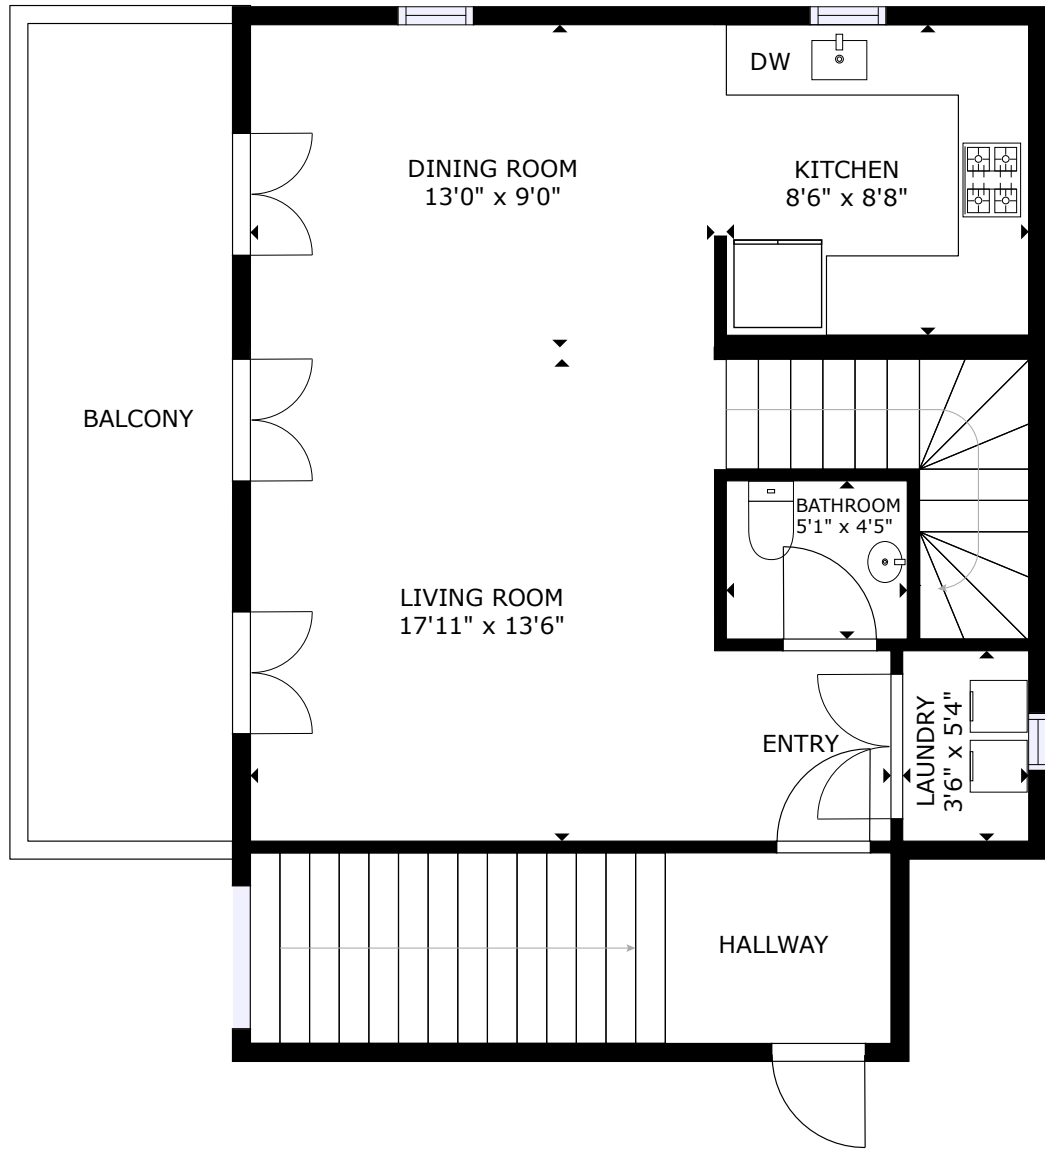 DW
DINING ROOM
13'0" x 9'0"
KITCHEN
8'6" x 8'8"
BALCONY
BATHROOM
5'1" x 4'5"
LIVING ROOM
17'11" x 13'6"
ENTRY
LAUNDRY
3'6" x 5'4"
HALLWAY